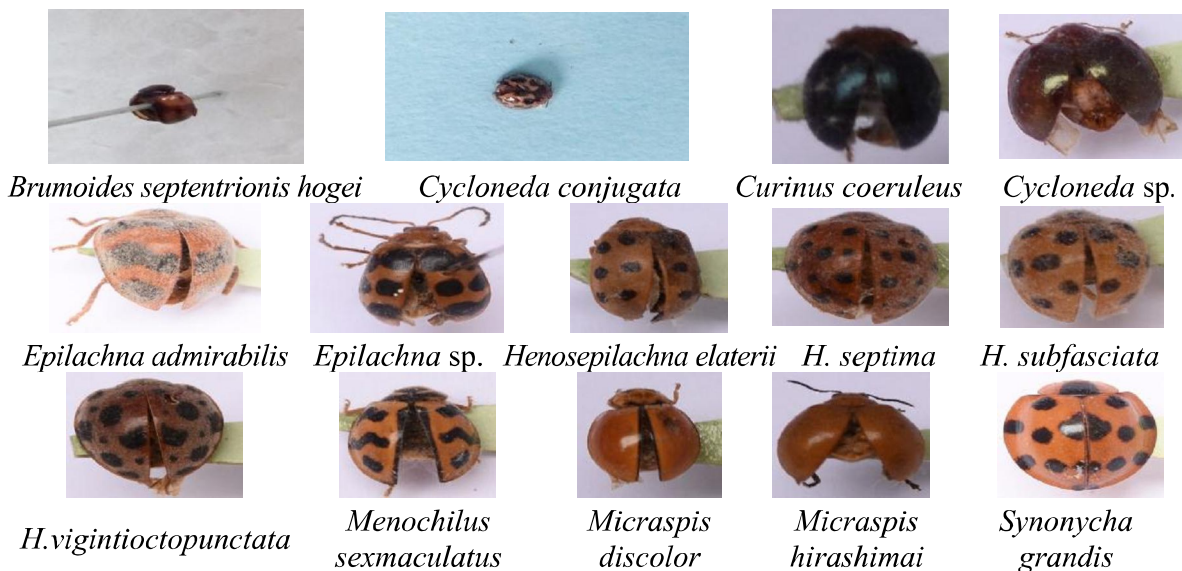 Brumoides septentrionis hogei
Cycloneda conjugata
Curinus coeruleus
Cycloneda sp.
Epilachna admirabilis
Epilachna sp.
Henosepilachna elaterii
H. septima
H. subfasciata
H.vigintioctopunctata
Menochilus
sexmaculatus
Micraspis
discolor
Micraspis
hirashimai
Synonycha
grandis